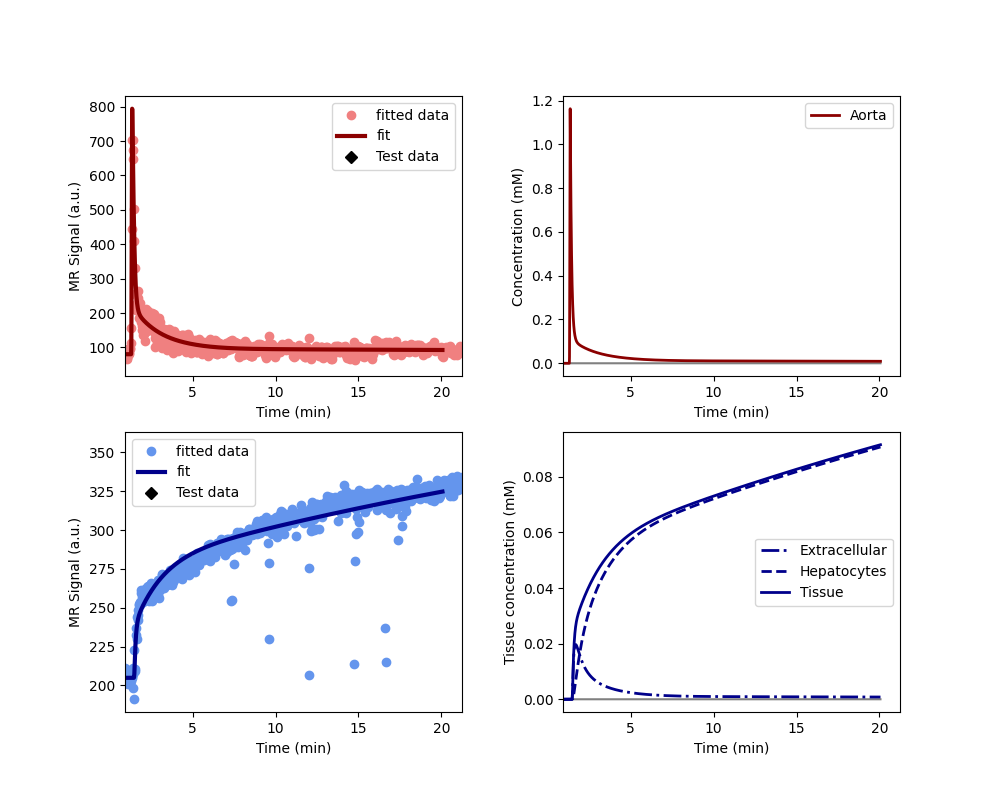 800
700
600
500
400
300
200
100
MR Signal (a.u.)
fitted data
fit
Test data
5
10
15
20
Time (min)
1.2
1.0
0.8
0.6
0.4
0.2
0.0
Concentration (mM)
Aorta
5
10
15
20
Time (min)
350
325
300
275
250
225
200
MR Signal (a.u.)
fitted data
fit
Test data
5
10
15
20
Time (min)
0.08
0.06
0.04
0.02
0.00
Tissue concentration (mM)
Extracellular
Hepatocytes
Tissue
5
10
15
20
Time (min)